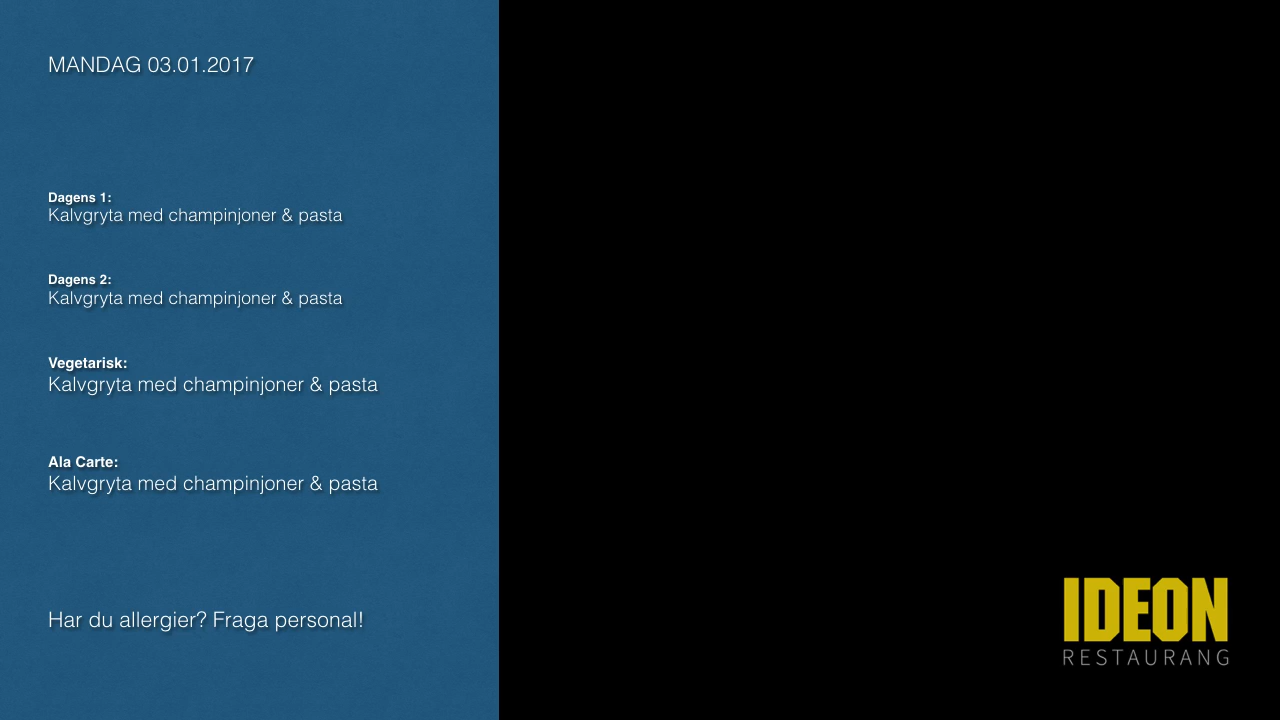 MANDAG 03.01.2017
Dagens 1:
Kalvgryta med champinjoner & pasta
Dagens 2:
Kalvgryta med champinjoner & pasta
Vegetarisk:
Kalvgryta med champinjoner & pasta
Ala Carte:
Kalvgryta med champinjoner & pasta
Har du allergier? Fraga personal!
IDEON
RESTAURANG